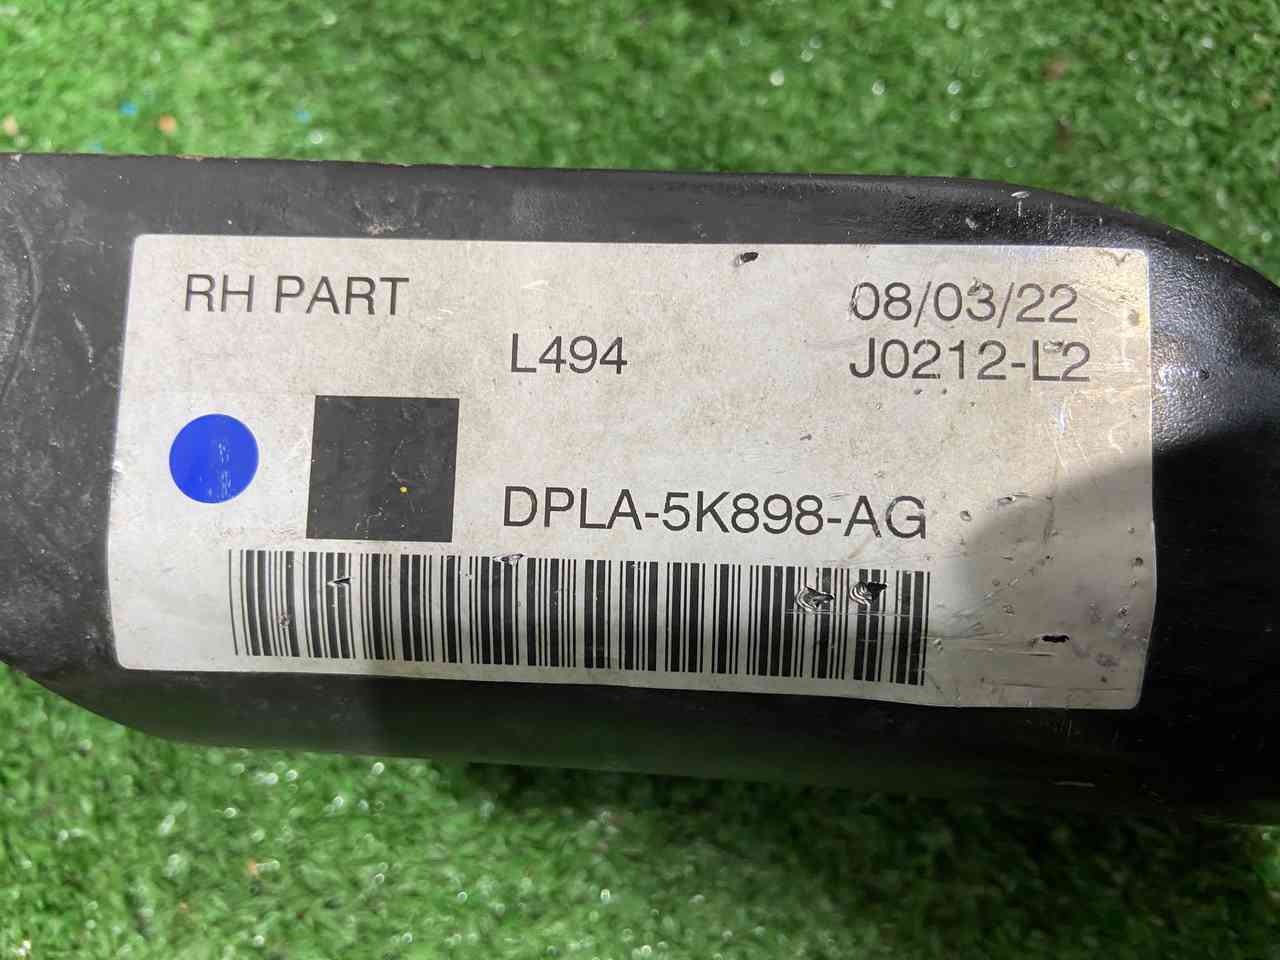 RH PART
08/03/22
L494
J0212-L2
DPLA-5K898-AG